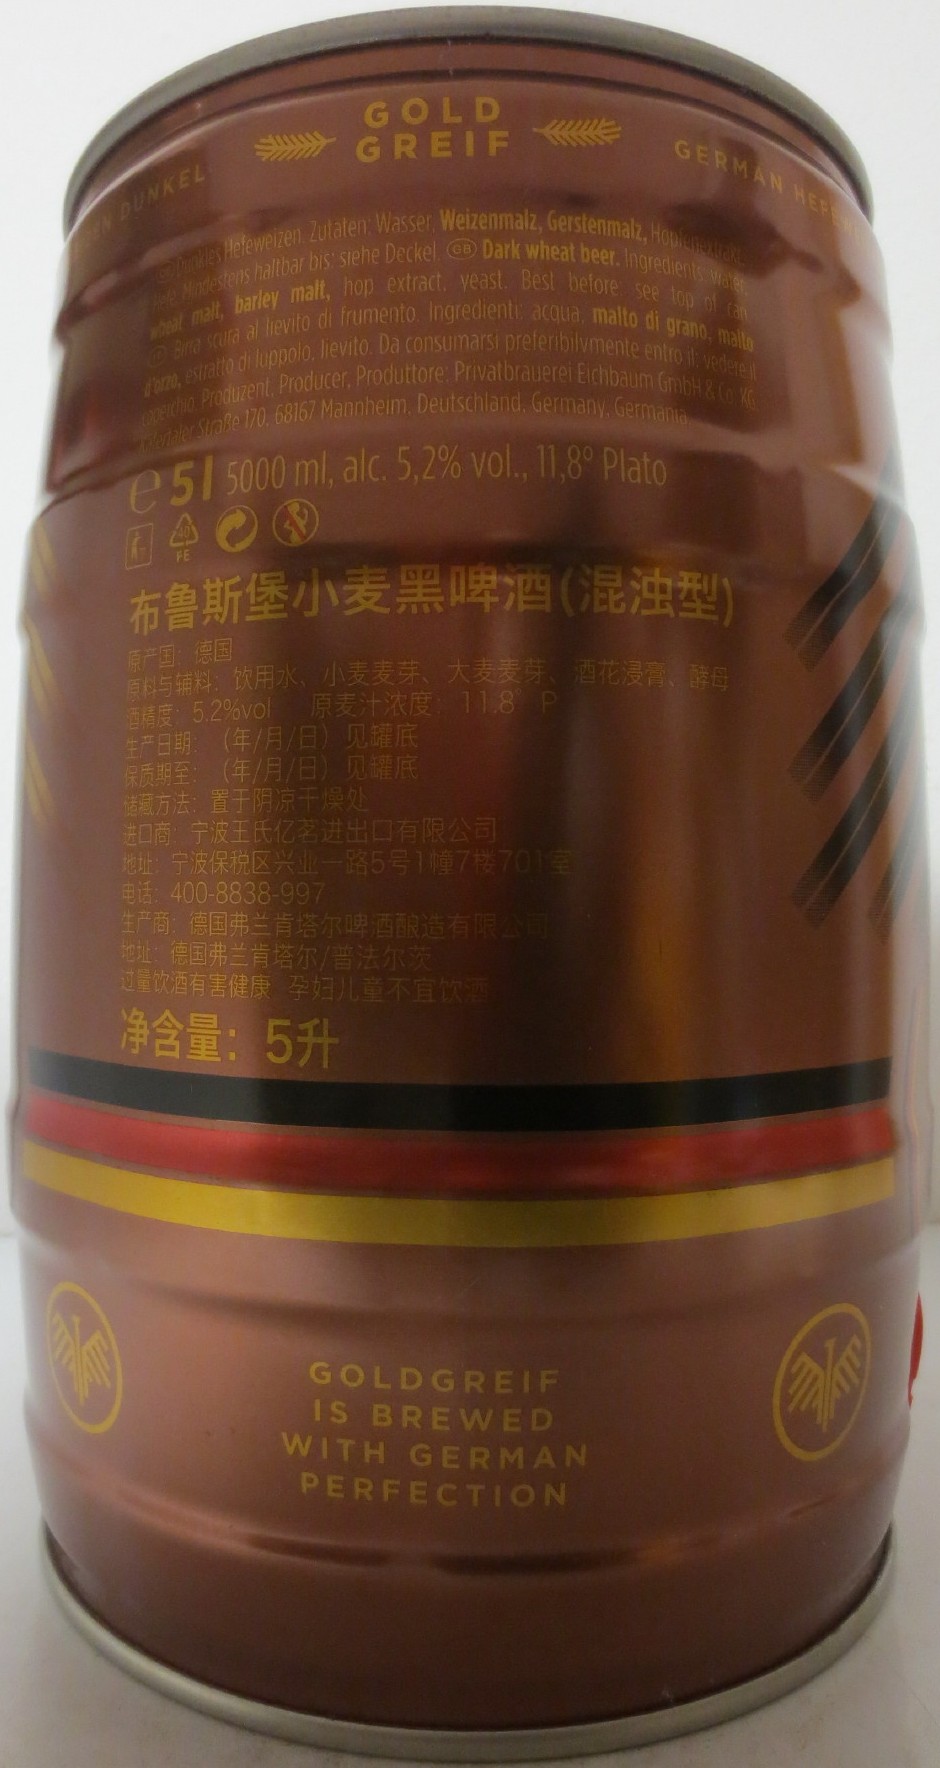 GOLD
GREIF
DUNKEL
GERMAN HEFEW
Dunkles Hefeweizen. Zutaten: Wasser, Weizenmalz, Gerstenmalz, Hopfenextrakt,
Hefe. Mindestens haltbar bis: siehe Deckel. GB Dark wheat beer. Ingredients: water,
wheat malt, barley malt, hop extract, yeast. Best before: see top of can.
Birra scura al lievito di frumento. Ingredienti: acqua, malto di grano, malto
d'orzo, estratto di luppolo, lievito. Da consumarsi preferibilvmente entro il: vedere il
coperchio. Produzent, Producer, Produttore: Privatbrauerei Eichbaum GmbH & Co. KG
Straße 170, 68167 Mannheim, Deutschland, Germany, Germania
℮ 5l 5000 ml, alc. 5,2% vol., 11,8° Plato
40
FE
布鲁斯堡小麦黑啤酒(混浊型)
原产国：德国
原料与辅料：饮用水、小麦麦芽、大麦麦芽、酒花浸膏、酵母
酒精度：5.2%vol 原麦汁浓度：11.8°P
生产日期：（年/月/日）见罐底
保质期至：（年/月/日）见罐底
储藏方法：置于阴凉干燥处
进口商：宁波王氏亿茗进出口有限公司
地址：宁波保税区兴业一路5号1幢7楼701室
电话：400-8838-997
生产商：德国弗兰肯塔尔啤酒酿造有限公司
地址：德国弗兰肯塔尔/普法尔茨
过量饮酒有害健康 孕妇儿童不宜饮酒
净含量：5升
GOLDGREIF
IS BREWED
WITH GERMAN
PERFECTION